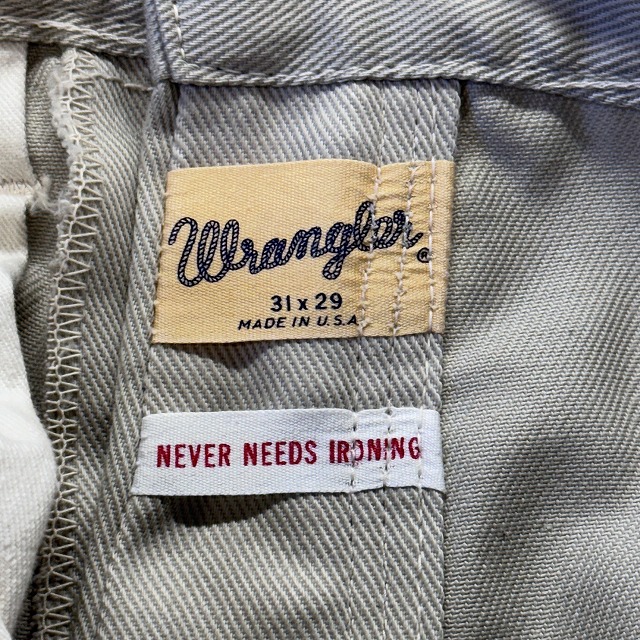 Wrangler®
31 x 29
MADE IN U.S.A.
NEVER NEEDS IRONING